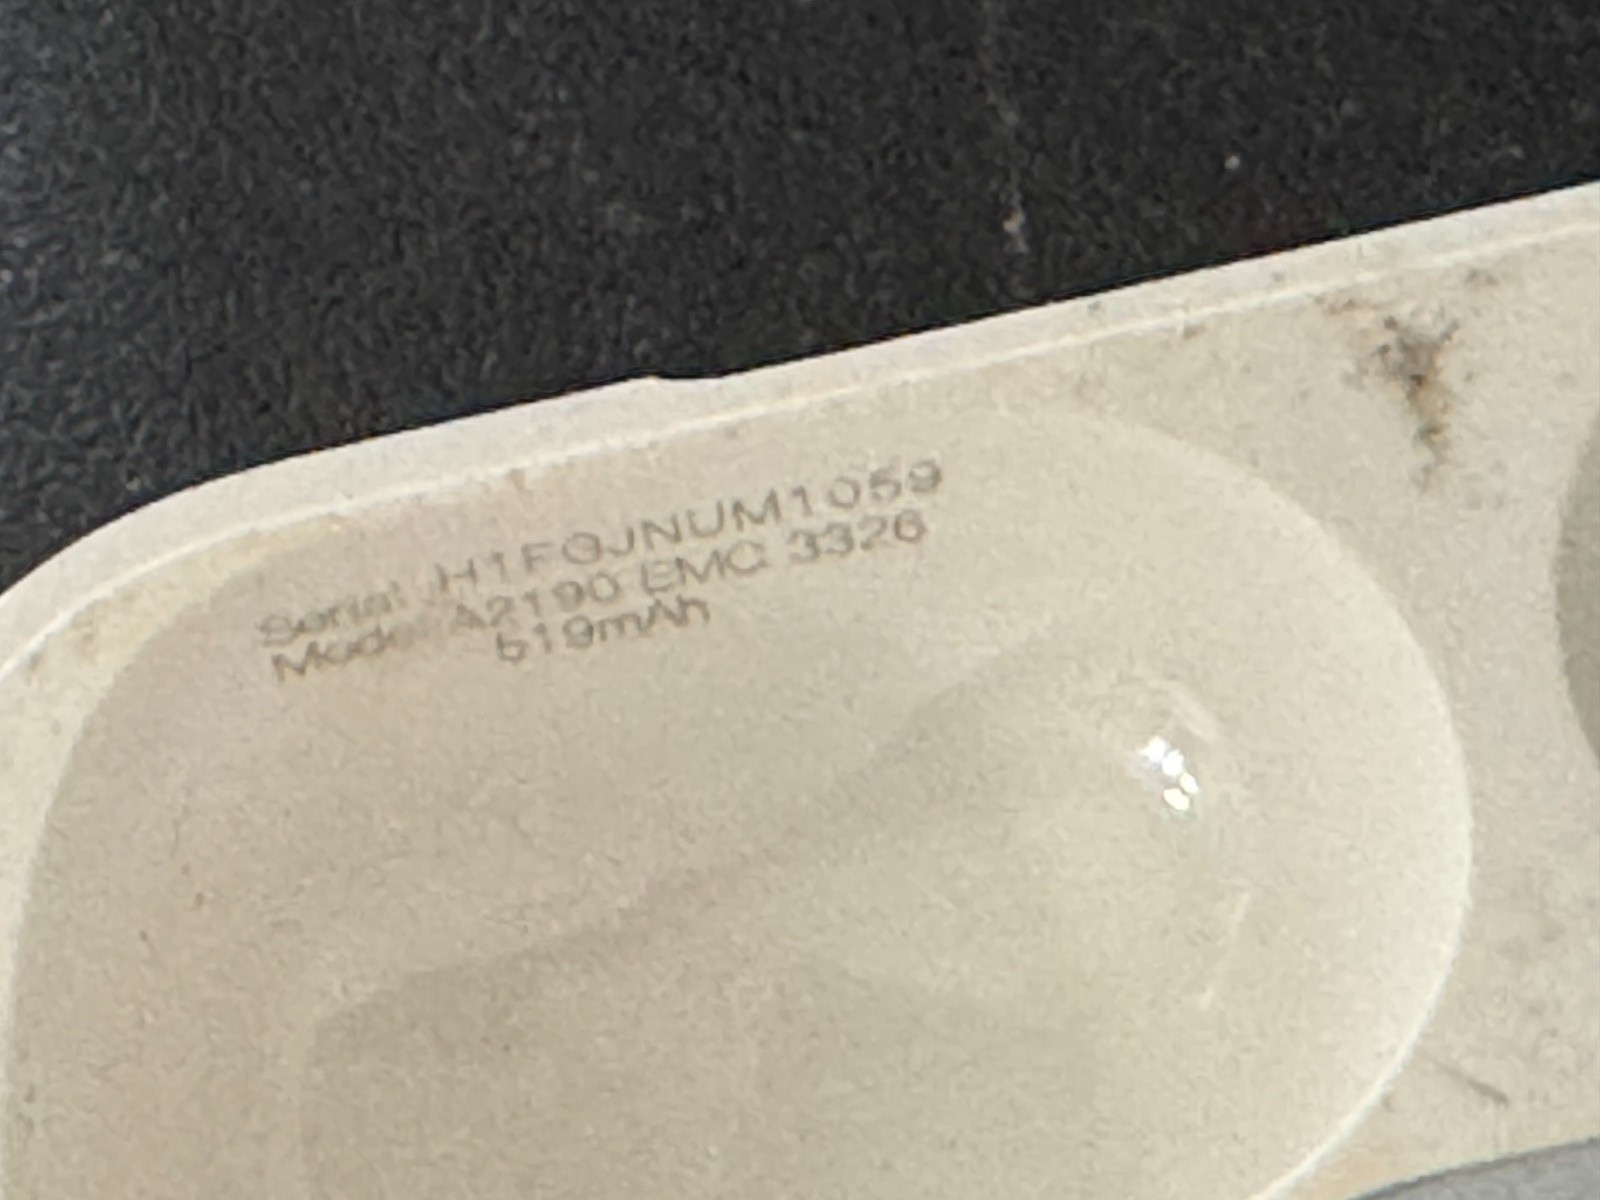 Serial H1FGJNUM1059
Model A2190 EMC 3326
519mAh